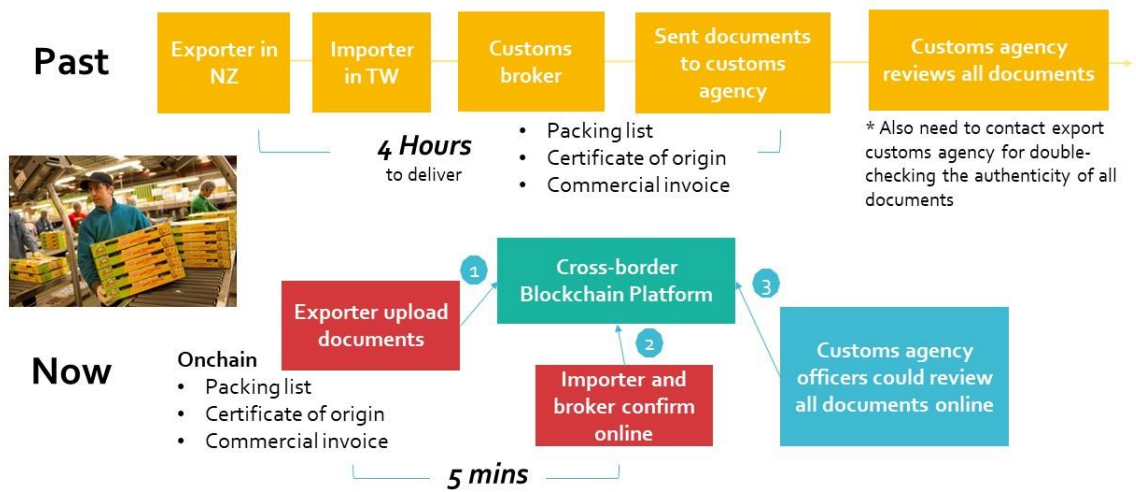 Past
Exporter in
NZ
Importer
in TW
Customs
broker
Sent documents
to customs
agency
Customs agency
reviews all documents
4 Hours
to deliver
• Packing list
• Certificate of origin
• Commercial invoice
* Also need to contact export
customs agency for double-
checking the authenticity of all
documents
Now
Onchain
• Packing list
• Certificate of origin
• Commercial invoice
Exporter upload
documents
1
Cross-border
Blockchain Platform
2
Importer and
broker confirm
online
3
Customs agency
officers could review
all documents online
5 mins